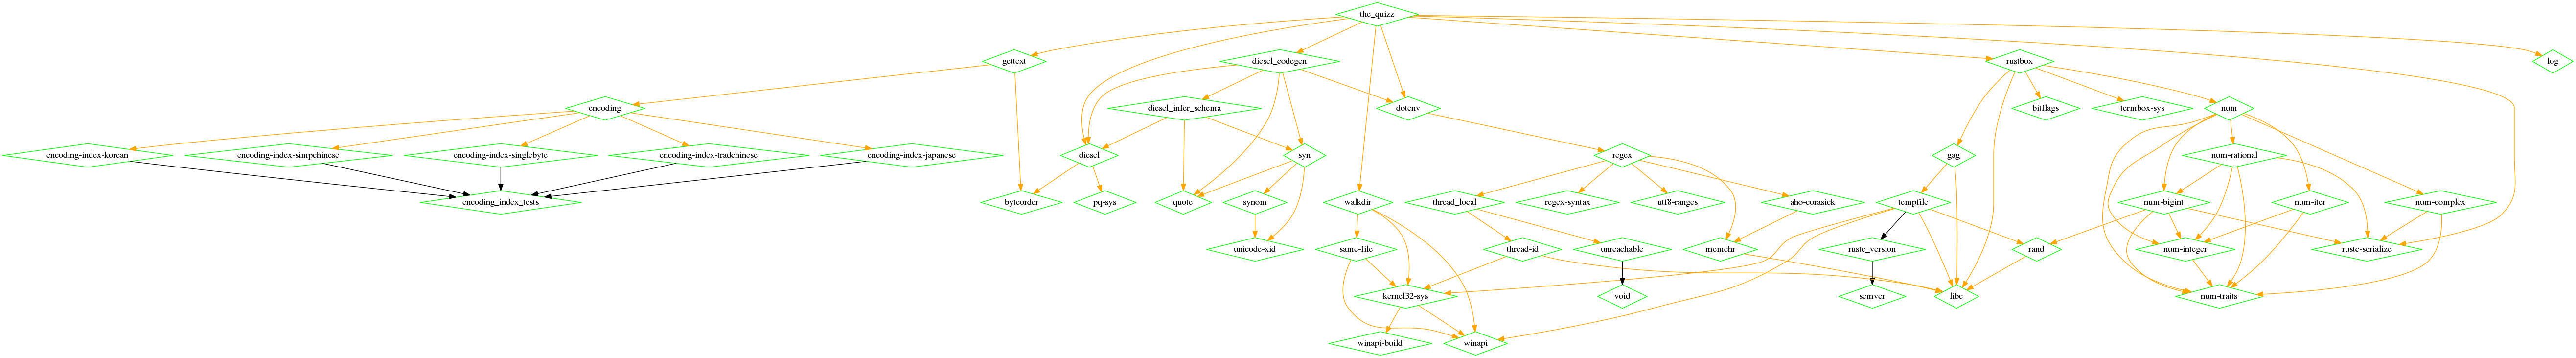 the_quizz
gettext
diesel_codegen
rustbox
log
encoding
diesel_infer_schema
dotenv
bitflags
termbox-sys
num
encoding-index-korean
encoding-index-simpchinese
encoding-index-singlebyte
encoding-index-tradchinese
encoding-index-japanese
diesel
syn
regex
gag
num-rational
encoding_index_tests
byteorder
pq-sys
quote
synom
walkdir
thread_local
regex-syntax
utf8-ranges
aho-corasick
tempfile
num-bigint
num-iter
num-complex
unicode-xid
same-file
thread-id
unreachable
memchr
rustc_version
rand
num-integer
rustc-serialize
kernel32-sys
void
semver
libc
num-traits
winapi-build
winapi